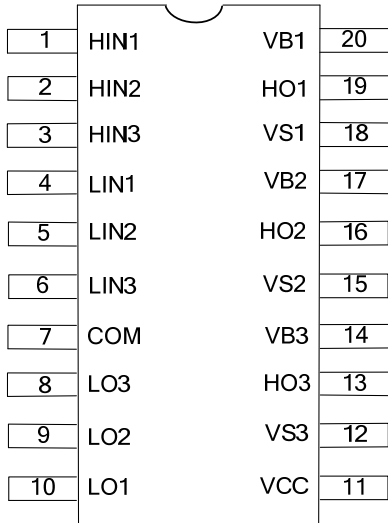 1 HIN1 VB1 20
2 HIN2 HO1 19
3 HIN3 VS1 18
4 LIN1 VB2 17
5 LIN2 HO2 16
6 LIN3 VS2 15
7 COM VB3 14
8 LO3 HO3 13
9 LO2 VS3 12
10 LO1 VCC 11